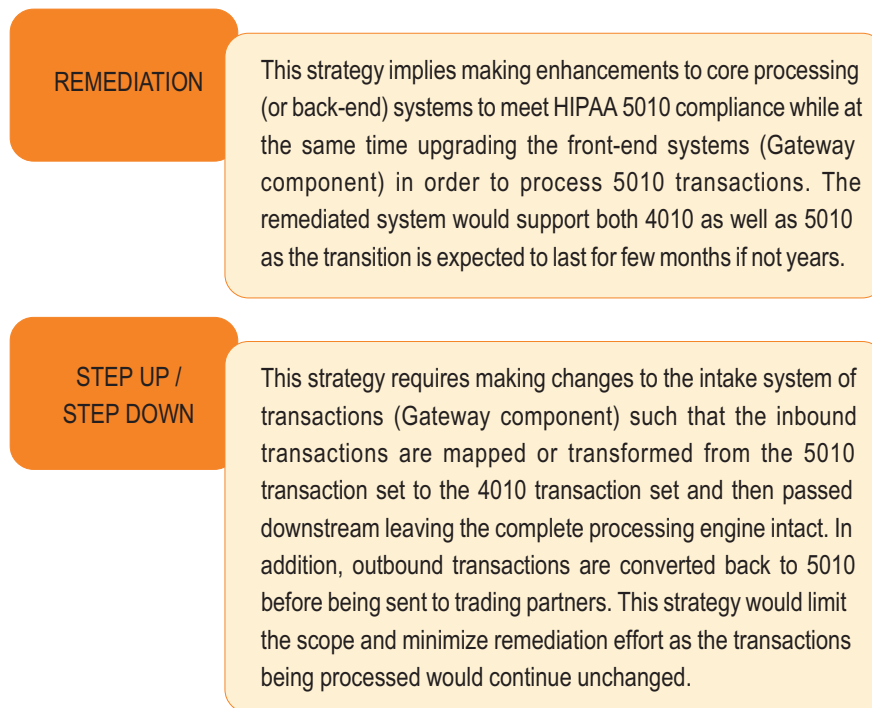 REMEDIATION
This strategy implies making enhancements to core processing
(or back-end) systems to meet HIPAA 5010 compliance while at
the same time upgrading the front-end systems (Gateway
component) in order to process 5010 transactions. The
remediated system would support both 4010 as well as 5010
as the transition is expected to last for few months if not years.
STEP UP /
STEP DOWN
This strategy requires making changes to the intake system of
transactions (Gateway component) such that the inbound
transactions are mapped or transformed from the 5010
transaction set to the 4010 transaction set and then passed
downstream leaving the complete processing engine intact. In
addition, outbound transactions are converted back to 5010
before being sent to trading partners. This strategy would limit
the scope and minimize remediation effort as the transactions
being processed would continue unchanged.